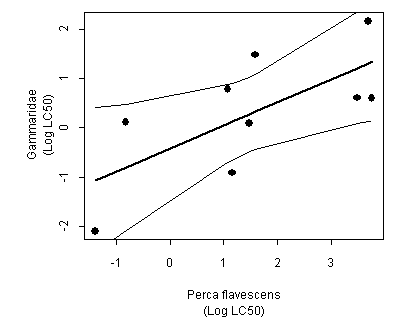 Gammaridae
(Log LC50)
2
1
0
-1
-2
-1
0
1
2
3
Perca flavescens
(Log LC50)